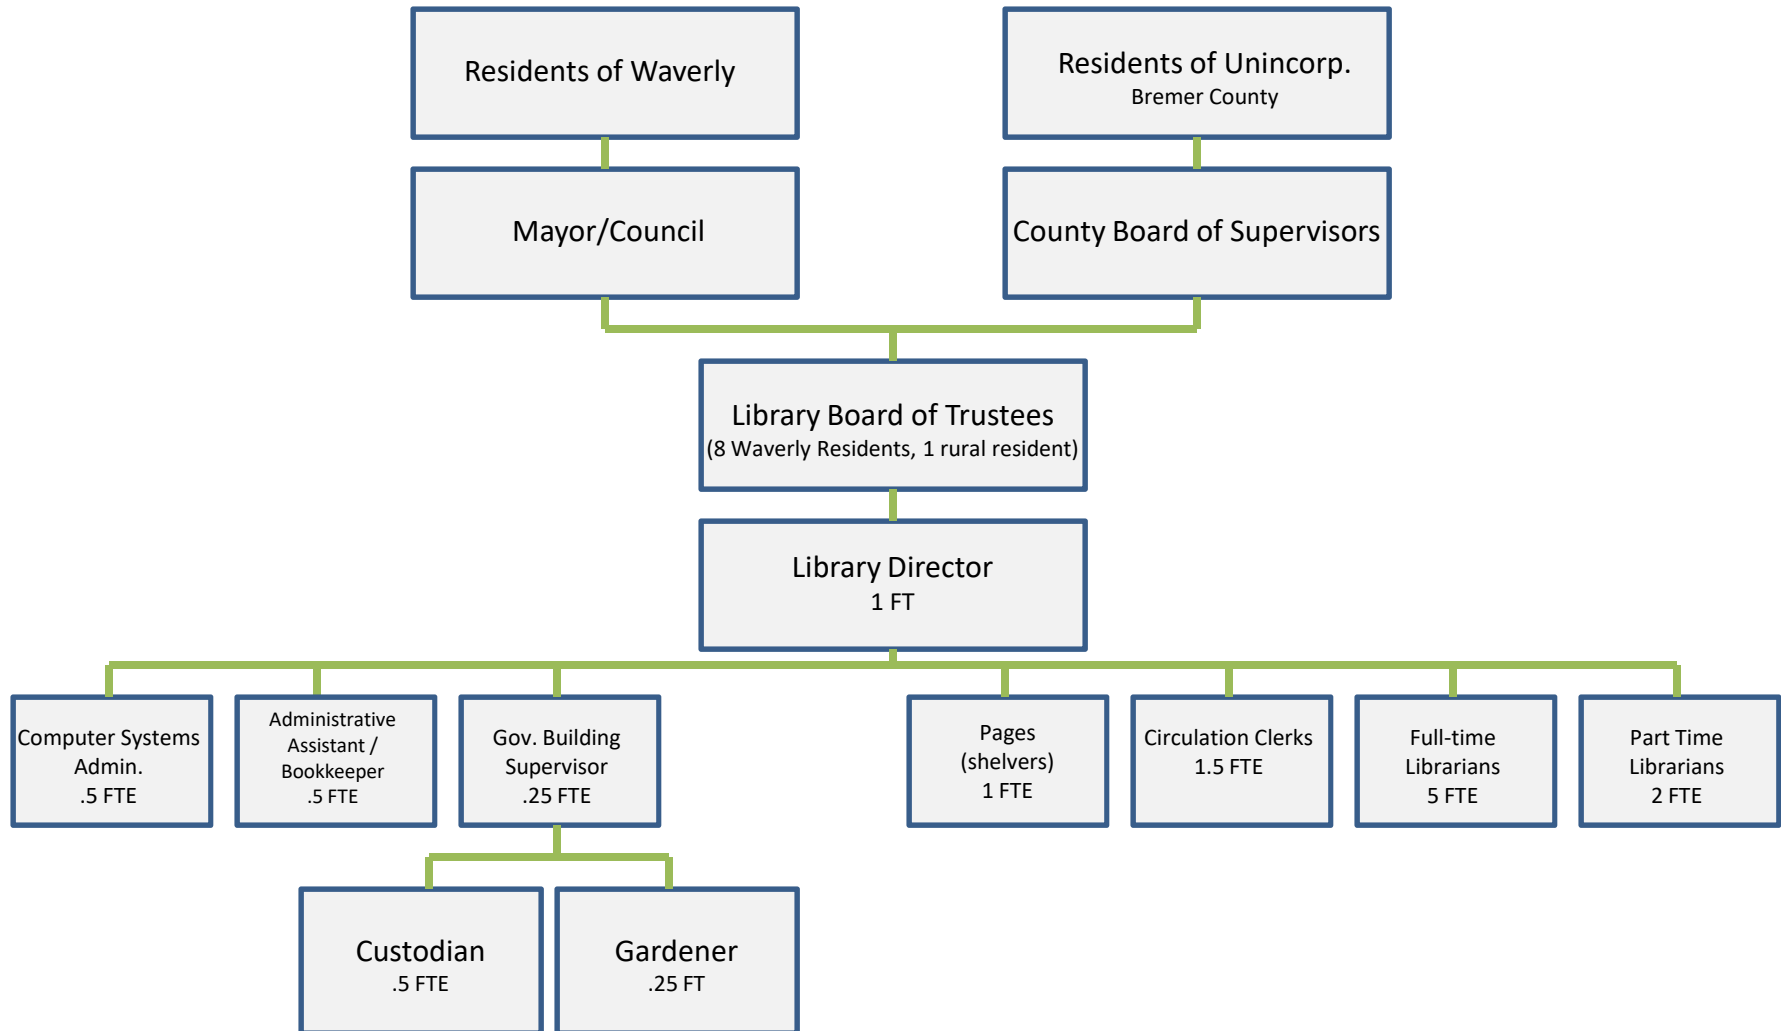 Residents of Waverly
Residents of Unincorp.
Bremer County
Mayor/Council
County Board of Supervisors
Library Board of Trustees
(8 Waverly Residents, 1 rural resident)
Library Director
1 FT
Computer Systems
Admin.
.5 FTE
Administrative
Assistant /
Bookkeeper
.5 FTE
Gov. Building
Supervisor
.25 FTE
Pages
(shelvers)
1 FTE
Circulation Clerks
1.5 FTE
Full-time
Librarians
5 FTE
Part Time
Librarians
2 FTE
Custodian
.5 FTE
Gardener
.25 FT